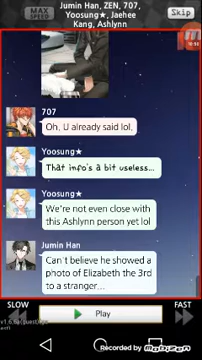 MAX
SPEED
Jumin Han, ZEN, 707,
Yoosung★, Jaehee
Kang, Ashlynn
Skip
707
Oh, U already said lol.
Yoosung★
That info's a bit useless...
Yoosung★
We're not even close with
this Ashlynn person yet lol
Jumin Han
Can't believe he showed a
photo of Elizabeth the 3rd
to a stranger...
SLOW
FAST
Play
Recorded by